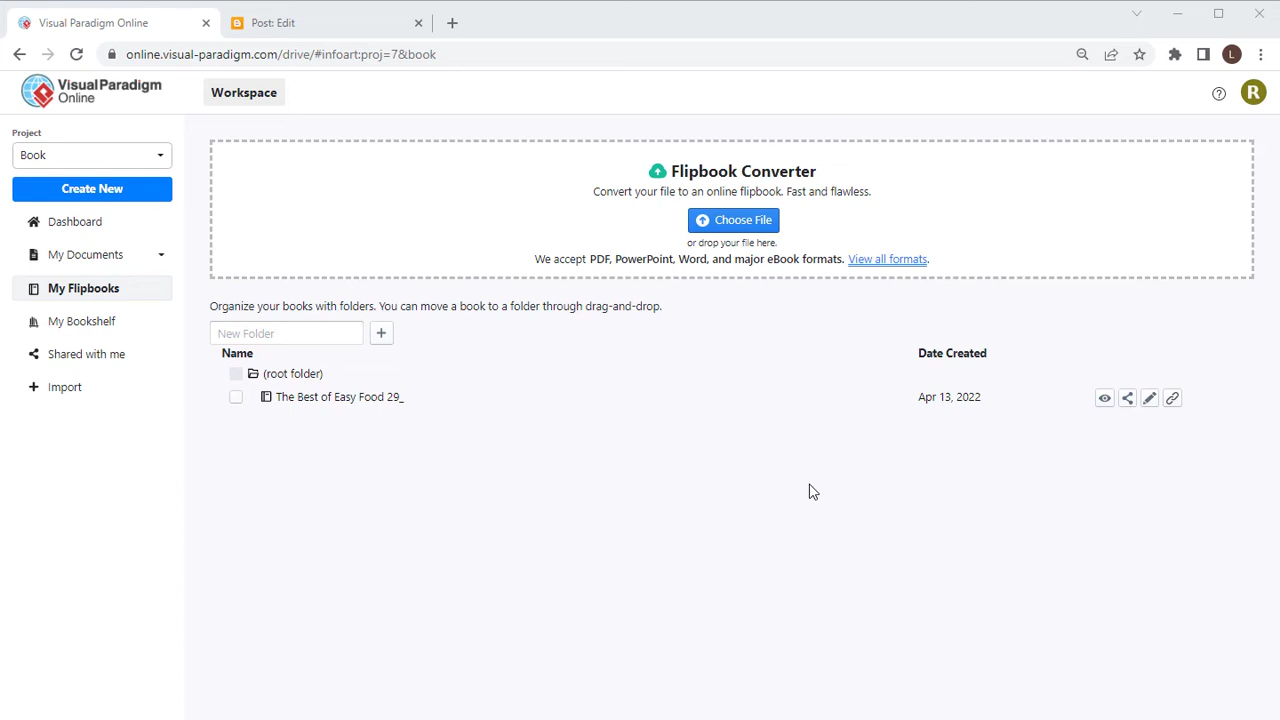 Visual Paradigm Online
Post: Edit
online.visual-paradigm.com/drive/#infoart:proj=7&book
L
Visual Paradigm
Online
Workspace
R
Project
Book
Create New
Dashboard
My Documents
My Flipbooks
My Bookshelf
Shared with me
Import
Flipbook Converter
Convert your file to an online flipbook. Fast and flawless.
Choose File
or drop your file here.
We accept PDF, PowerPoint, Word, and major eBook formats. View all formats.
Organize your books with folders. You can move a book to a folder through drag-and-drop.
New Folder
Name Date Created
(root folder)
The Best of Easy Food 29_ Apr 13, 2022